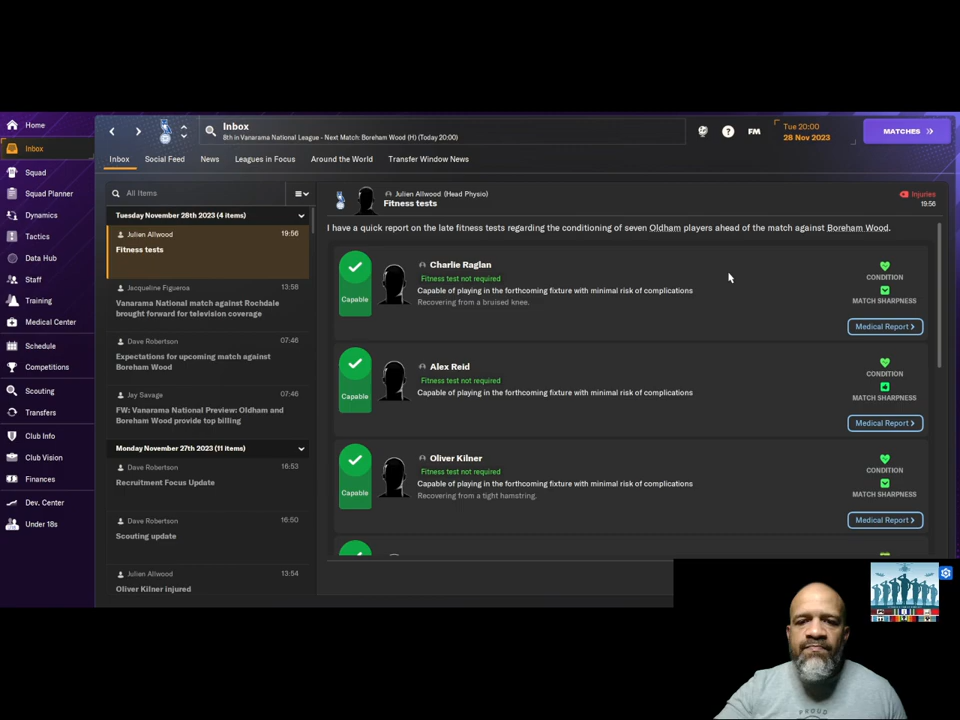 Home
Inbox
Squad
Squad Planner
Dynamics
Tactics
Data Hub
Staff
Training
Medical Center
Schedule
Competitions
Scouting
Transfers
Club Info
Club Vision
Finances
Dev. Center
Under 18s
Inbox
8th in Vanarama National League - Next Match: Boreham Wood (H) (Today 20:00)
?
FM
Tue 20:00
28 Nov 2023
MATCHES
Inbox
Social Feed
News
Leagues in Focus
Around the World
Transfer Window News
All Items
Tuesday November 28th 2023 (4 items)
Julien Allwood
19:56
Fitness tests
Jacqueline Figueroa
13:58
Vanarama National match against Rochdale
brought forward for television coverage
Dave Robertson
07:46
Expectations for upcoming match against
Boreham Wood
Jay Savage
07:46
FW: Vanarama National Preview: Oldham and
Boreham Wood provide top billing
Monday November 27th 2023 (11 items)
Dave Robertson
16:53
Recruitment Focus Update
Dave Robertson
16:50
Scouting update
Julien Allwood
13:54
Oliver Kilner injured
Julien Allwood (Head Physio)
Fitness tests
Injuries
19:56
I have a quick report on the late fitness tests regarding the conditioning of seven Oldham players ahead of the match against Boreham Wood.
Capable
Charlie Raglan
Fitness test not required
Capable of playing in the forthcoming fixture with minimal risk of complications
Recovering from a bruised knee.
CONDITION
MATCH SHARPNESS
Medical Report
Capable
Alex Reid
Fitness test not required
Capable of playing in the forthcoming fixture with minimal risk of complications
CONDITION
MATCH SHARPNESS
Medical Report
Capable
Oliver Kilner
Fitness test not required
Capable of playing in the forthcoming fixture with minimal risk of complications
Recovering from a tight hamstring.
CONDITION
MATCH SHARPNESS
Medical Report
PROUD